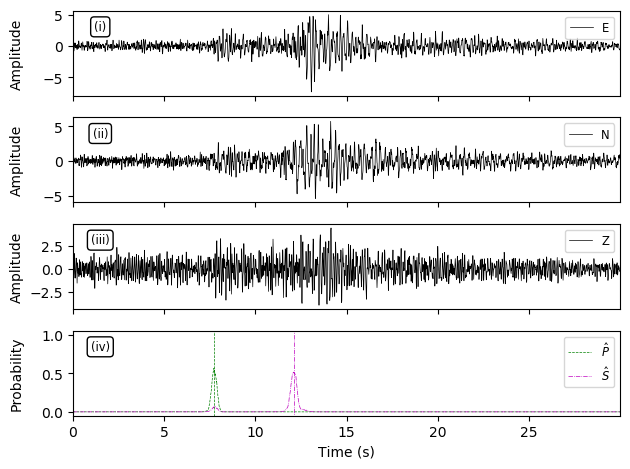 (i)
E
Amplitude
5
0
−5
(ii)
N
Amplitude
5
0
−5
(iii)
Z
Amplitude
2.5
0.0
−2.5
(iv)
P̂
Ŝ
Probability
1.0
0.5
0.0
0 5 10 15 20 25
Time (s)